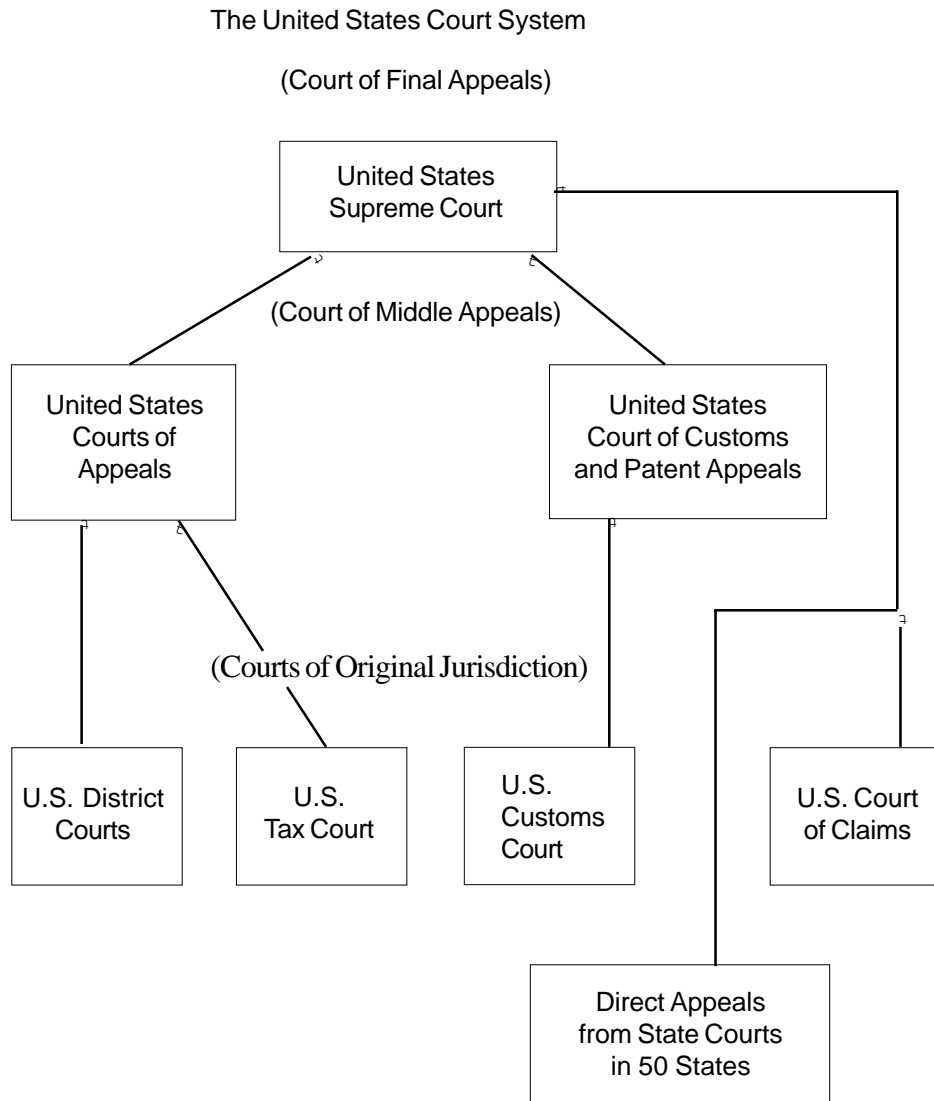 The United States Court System
(Court of Final Appeals)
United States
Supreme Court
(Court of Middle Appeals)
United States
Courts of
Appeals
United States
Court of Customs
and Patent Appeals
(Courts of Original Jurisdiction)
U.S. District
Courts
U.S.
Tax Court
U.S.
Customs
Court
U.S. Court
of Claims
Direct Appeals
from State Courts
in 50 States